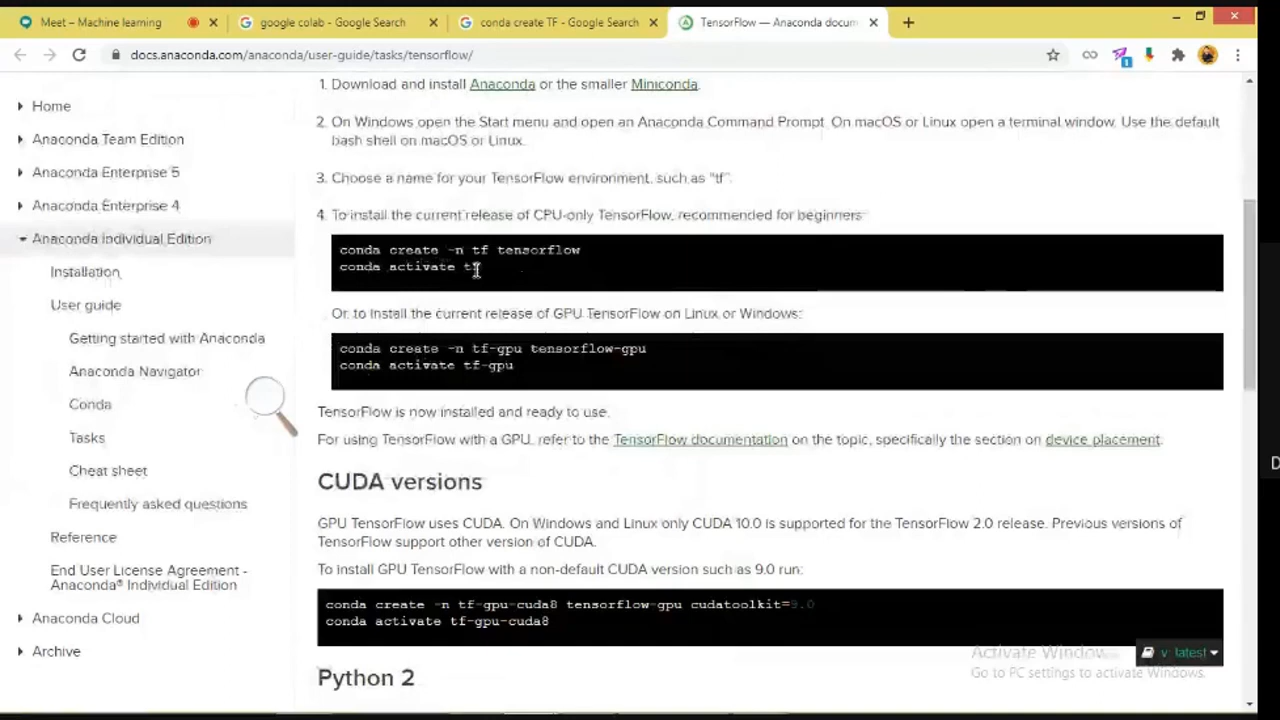 Meet – Machine learning
google colab - Google Search
conda create TF - Google Search
TensorFlow — Anaconda docum
docs.anaconda.com/anaconda/user-guide/tasks/tensorflow/
1
Home
Anaconda Team Edition
Anaconda Enterprise 5
Anaconda Enterprise 4
Anaconda Individual Edition
Installation
User guide
Getting started with Anaconda
Anaconda Navigator
Conda
Tasks
Cheat sheet
Frequently asked questions
Reference
End User License Agreement -
Anaconda® Individual Edition
Anaconda Cloud
Archive
1. Download and install Anaconda or the smaller Miniconda.
2. On Windows open the Start menu and open an Anaconda Command Prompt. On macOS or Linux open a terminal window. Use the default
bash shell on macOS or Linux.
3. Choose a name for your TensorFlow environment, such as "tf".
4. To install the current release of CPU-only TensorFlow, recommended for beginners:
conda create -n tf tensorflow
conda activate tf
Or, to install the current release of GPU TensorFlow on Linux or Windows:
conda create -n tf-gpu tensorflow-gpu
conda activate tf-gpu
TensorFlow is now installed and ready to use.
For using TensorFlow with a GPU, refer to the TensorFlow documentation on the topic, specifically the section on device placement.
CUDA versions
GPU TensorFlow uses CUDA. On Windows and Linux only CUDA 10.0 is supported for the TensorFlow 2.0 release. Previous versions of
TensorFlow support other version of CUDA.
To install GPU TensorFlow with a non-default CUDA version such as 9.0 run:
conda create -n tf-gpu-cuda8 tensorflow-gpu cudatoolkit=9.0
conda activate tf-gpu-cuda8
Python 2
v: latest
Activate Windows
Go to PC settings to activate Windows.
D